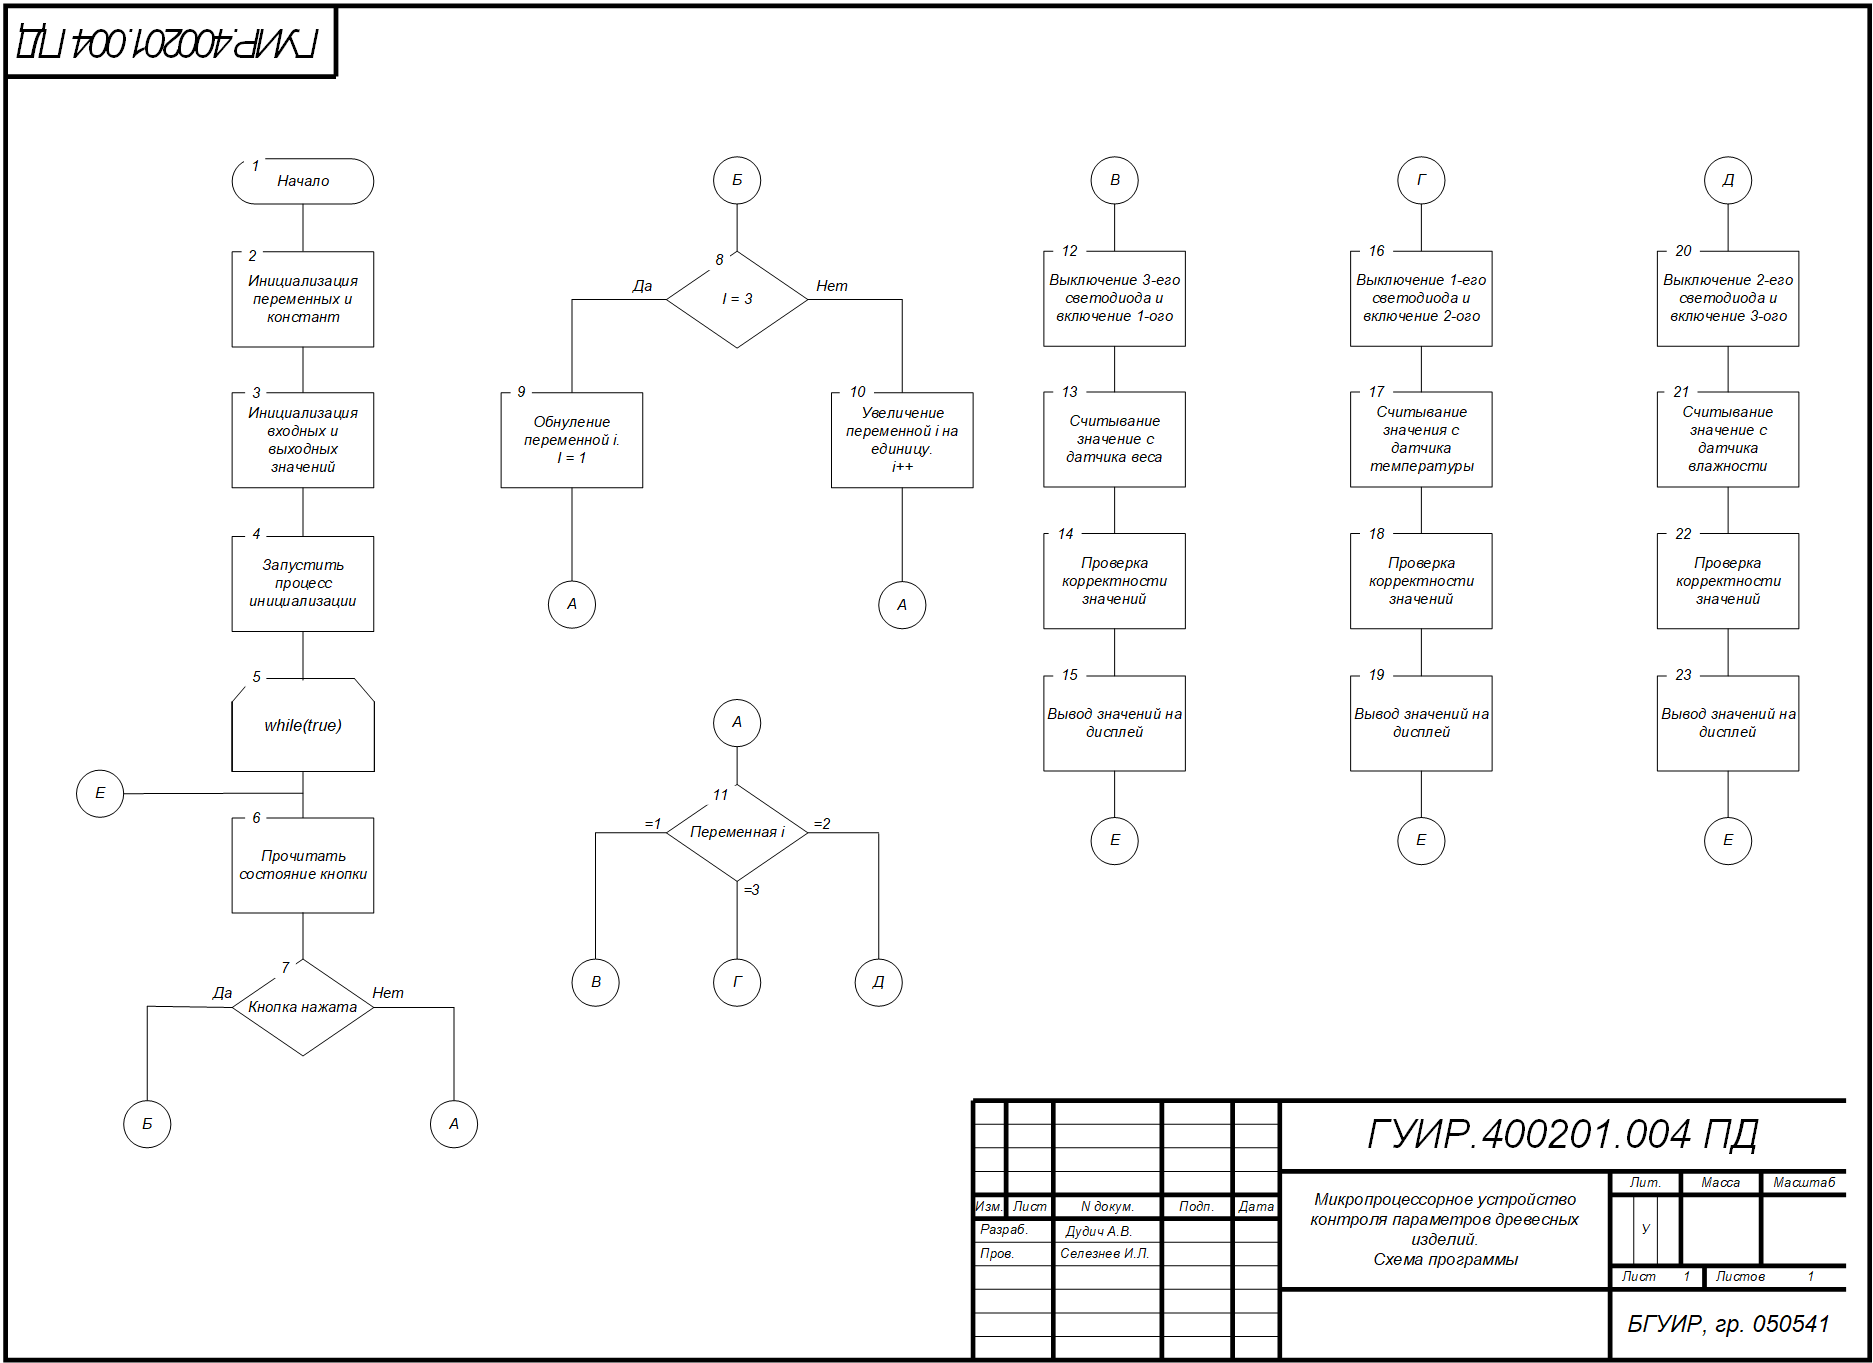 ГУИР.400201.004 ПД
1
Начало
2
Инициализация
переменных и
констант
3
Инициализация
входных и
выходных
значений
4
Запустить
процесс
инициализации
5
while(true)
Е
6
Прочитать
состояние кнопки
7
Да
Нет
Кнопка нажата
Б
А
Б
8
Да
Нет
I = 3
9
Обнуление
переменной i.
I = 1
10
Увеличение
переменной i на
единицу.
i++
А
А
А
11
=1
Переменная i
=2
=3
В
Г
Д
В
12
Выключение 3-его
светодиода и
включение 1-ого
13
Считывание
значение с
датчика веса
14
Проверка
корректности
значений
15
Вывод значений на
дисплей
Е
Г
16
Выключение 1-его
светодиода и
включение 2-ого
17
Считывание
значения с
датчика
температуры
18
Проверка
корректности
значений
19
Вывод значений на
дисплей
Е
Д
20
Выключение 2-его
светодиода и
включение 3-ого
21
Считывание
значение с
датчика
влажности
22
Проверка
корректности
значений
23
Вывод значений на
дисплей
Е
ГУИР.400201.004 ПД
Изм. Лист N докум. Подп. Дата
Разраб. Дудич А.В.
Пров. Селезнев И.Л.
Микропроцессорное устройство
контроля параметров древесных
изделий.
Схема программы
Лит. Масса Масштаб
У
Лист 1 Листов 1
БГУИР, гр. 050541